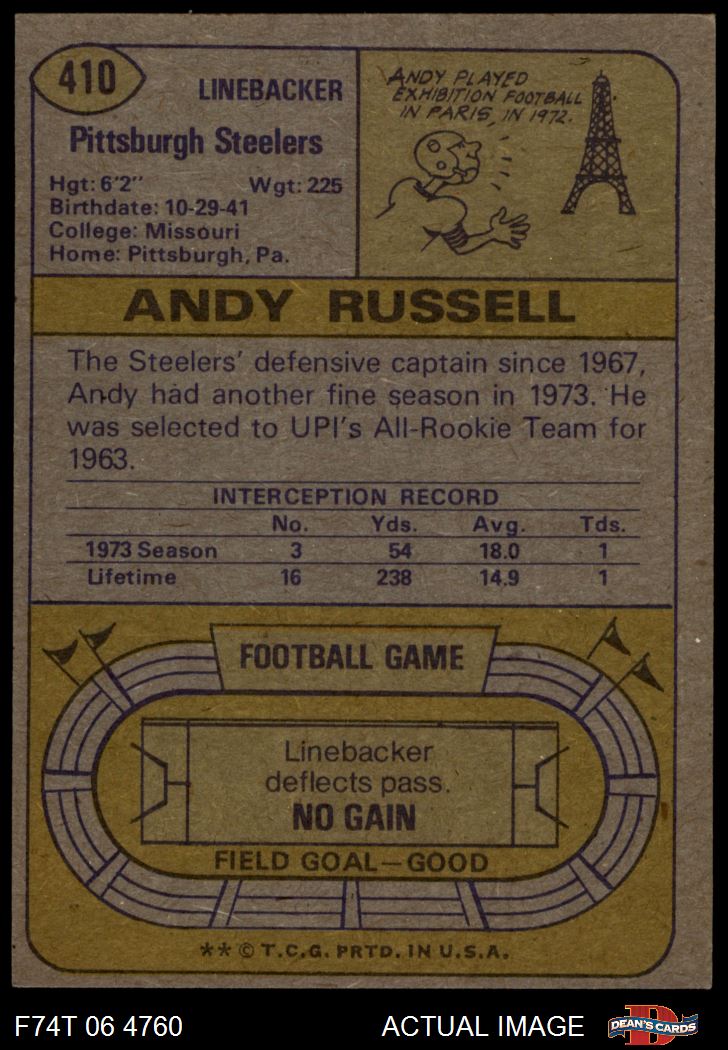 410
LINEBACKER
Pittsburgh Steelers
Hgt: 6'2" Wgt: 225
Birthdate: 10-29-41
College: Missouri
Home: Pittsburgh, Pa.
ANDY PLAYED
EXHIBITION FOOTBALL
IN PARIS, IN 1972.
ANDY RUSSELL
The Steelers' defensive captain since 1967,
Andy had another fine season in 1973. He
was selected to UPI's All-Rookie Team for
1963.
INTERCEPTION RECORD
No. Yds. Avg. Tds.
1973 Season 3 54 18.0 1
Lifetime 16 238 14.9 1
FOOTBALL GAME
Linebacker
deflects pass.
NO GAIN
FIELD GOAL—GOOD
** © T.C.G. PRTD. IN U.S.A.
F74T 06 4760 ACTUAL IMAGE
D
DEAN'S CARDS